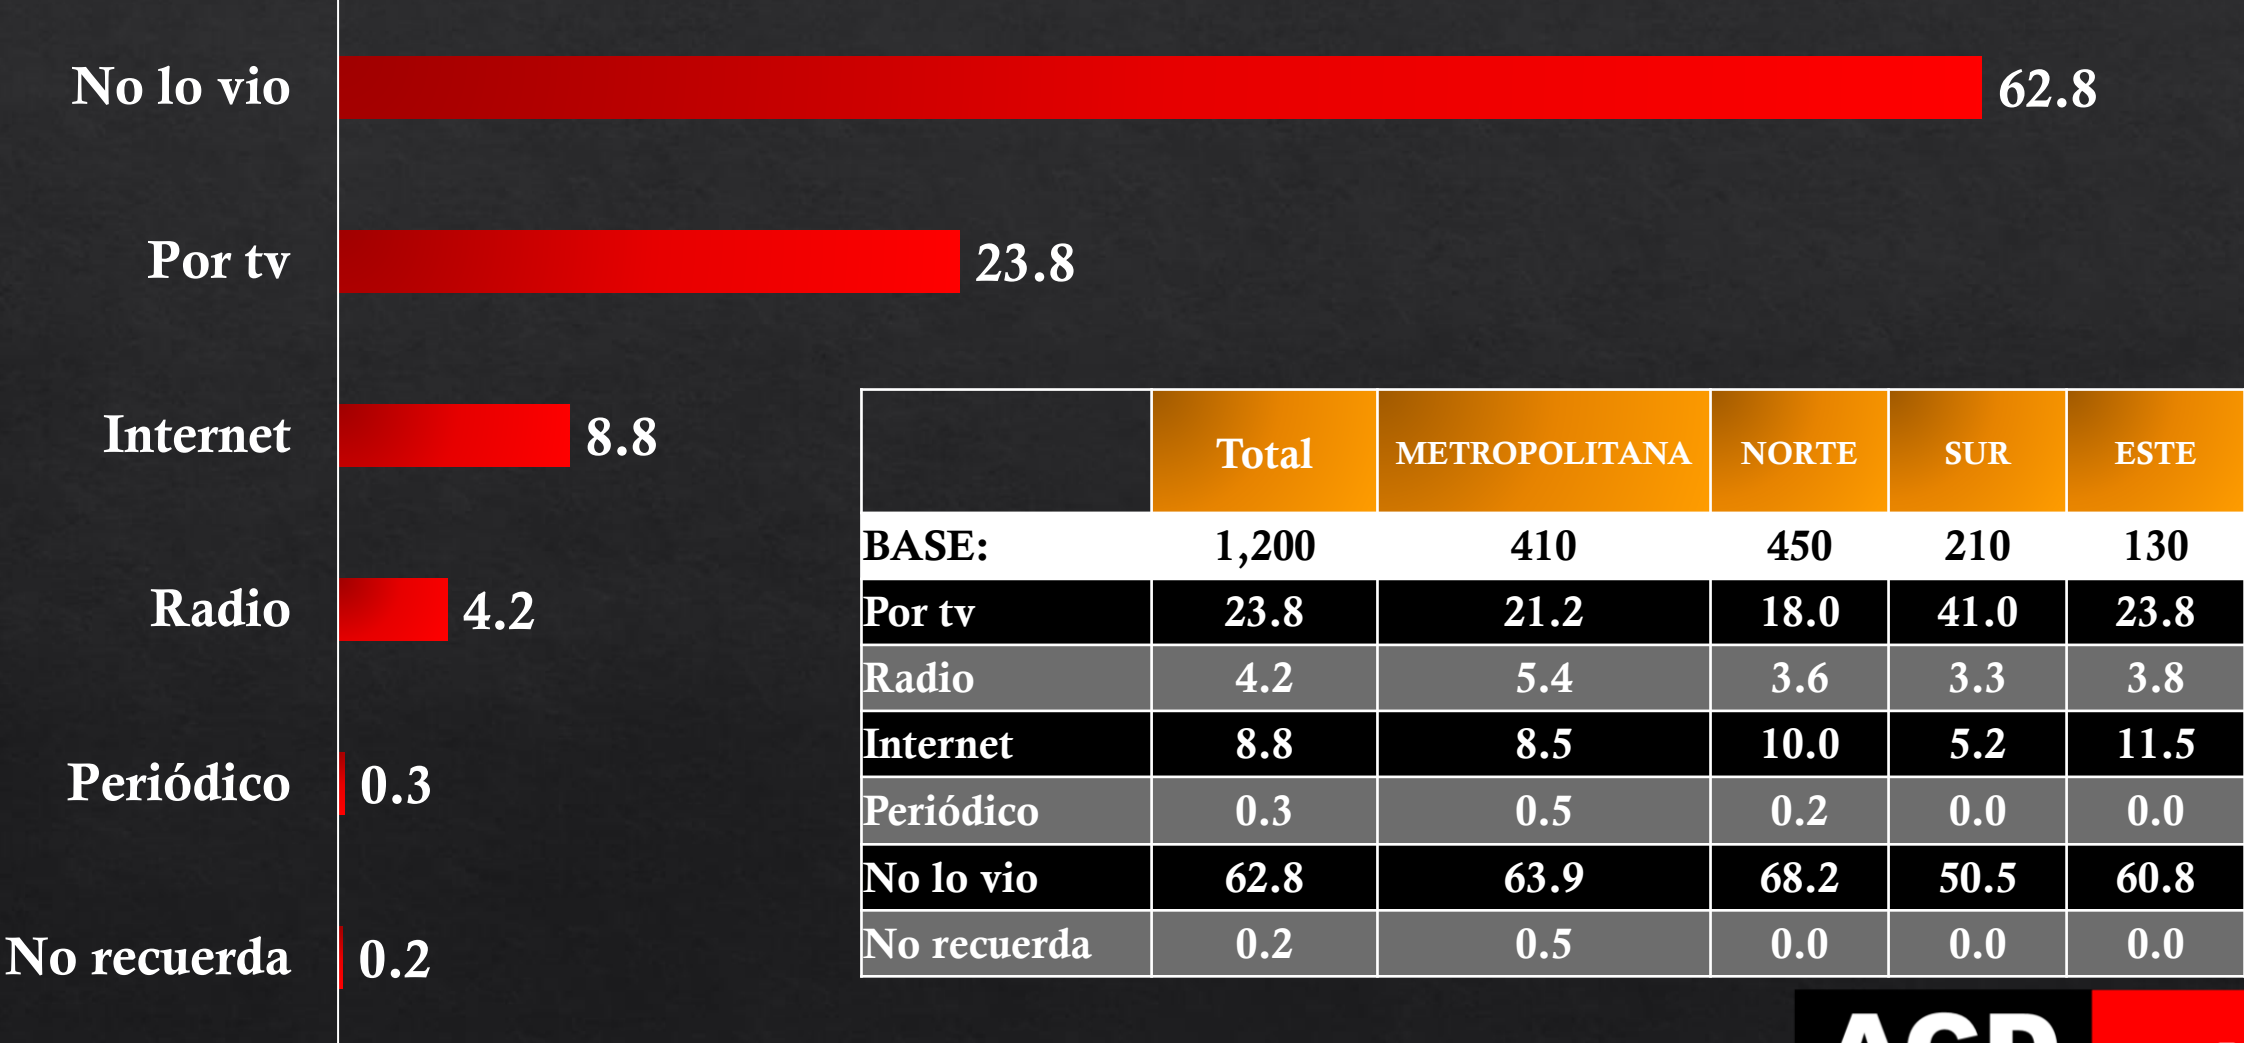 No lo vio 62.8
Por tv 23.8
Internet 8.8
Radio 4.2
Periódico 0.3
No recuerda 0.2
Total METROPOLITANA NORTE SUR ESTE
BASE: 1,200 410 450 210 130
Por tv 23.8 21.2 18.0 41.0 23.8
Radio 4.2 5.4 3.6 3.3 3.8
Internet 8.8 8.5 10.0 5.2 11.5
Periódico 0.3 0.5 0.2 0.0 0.0
No lo vio 62.8 63.9 68.2 50.5 60.8
No recuerda 0.2 0.5 0.0 0.0 0.0